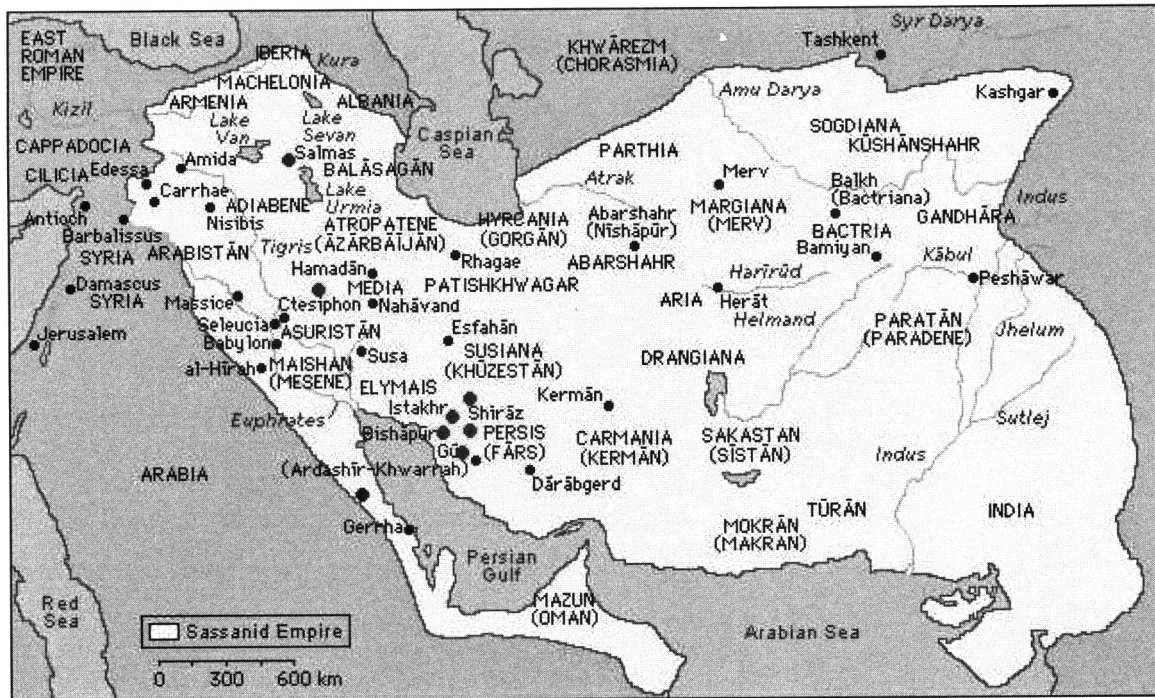 EAST
ROMAN
EMPIRE
Black Sea
Syr Darya
Tashkent
IBERIA
Kura
KHWĀREZM
(CHORASMIA)
MACHELONIA
Kashgar
Amu Darya
ARMENIA
ALBANIA
Kizil
Lake
Van
Lake
Sevan
Caspian
Sea
SOGDIANA
KŪSHĀNSHAHR
CAPPADOCIA
PARTHIA
Amida
Salmas
BALĀSAGĀN
Edessa
CILICIA
Merv
Atrak
Balkh
(Bactriana)
Indus
Carrhae
Lake
Urmia
ADIABENE
Antioch
Nisibis
HYRCANIA
(GORGĀN)
Abarshahr
(Nīshāpūr)
MARGIANA
(MERV)
GANDHĀRA
ATROPATENE
(ĀZĀRBĀIJĀN)
Barbalissus
BACTRIA
SYRIA
ARABISTĀN
Tigris
Bamiyan
Kābul
Rhagae
ABARSHAHR
Hamadān
Harīrūd
Peshāwar
Damascus
SYRIA
MEDIA
PATISHKHWAGAR
Massice
Ctesiphon
Nahāvand
ARIA
Herāt
Helmand
PARATĀN
(PARADENE)
Jhelum
Seleucia
ASURISTĀN
Esfahān
Jerusalem
Babylon
Susa
SUSIANA
(KHŪZESTĀN)
DRANGIANA
al-Hīrah
MAISHAN
(MESENE)
ELYMAIS
Kermān
Euphrates
Istakhr
Shirāz
Sutlej
Bishāpūr
PERSIS
(FĀRS)
CARMANIA
(KERMĀN)
SAKASTAN
(SĪSTĀN)
Indus
ARABIA
GŪ
(Ardashīr-Khwarrah)
Dārābgerd
TŪRĀN
INDIA
Gerrha
MOKRĀN
(MAKRAN)
Persian
Gulf
Red
Sea
MAZUN
(OMAN)
Sassanid Empire
Arabian Sea
0 300 600 km